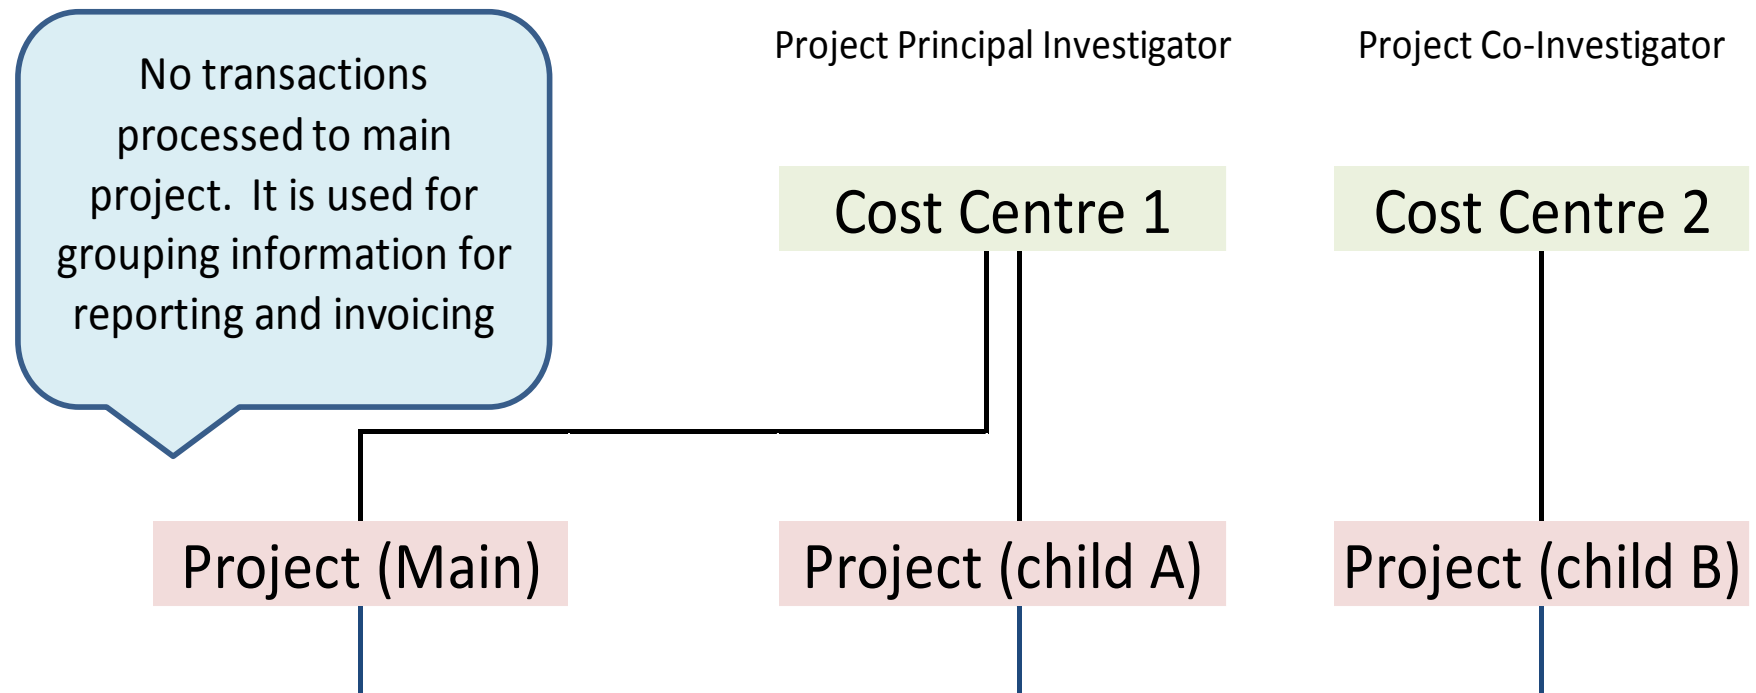 No transactions
processed to main
project.  It is used for
grouping information for
reporting and invoicing
Project Principal Investigator
Project Co-Investigator
Cost Centre 1
Cost Centre 2
Project (Main)
Project (child A)
Project (child B)